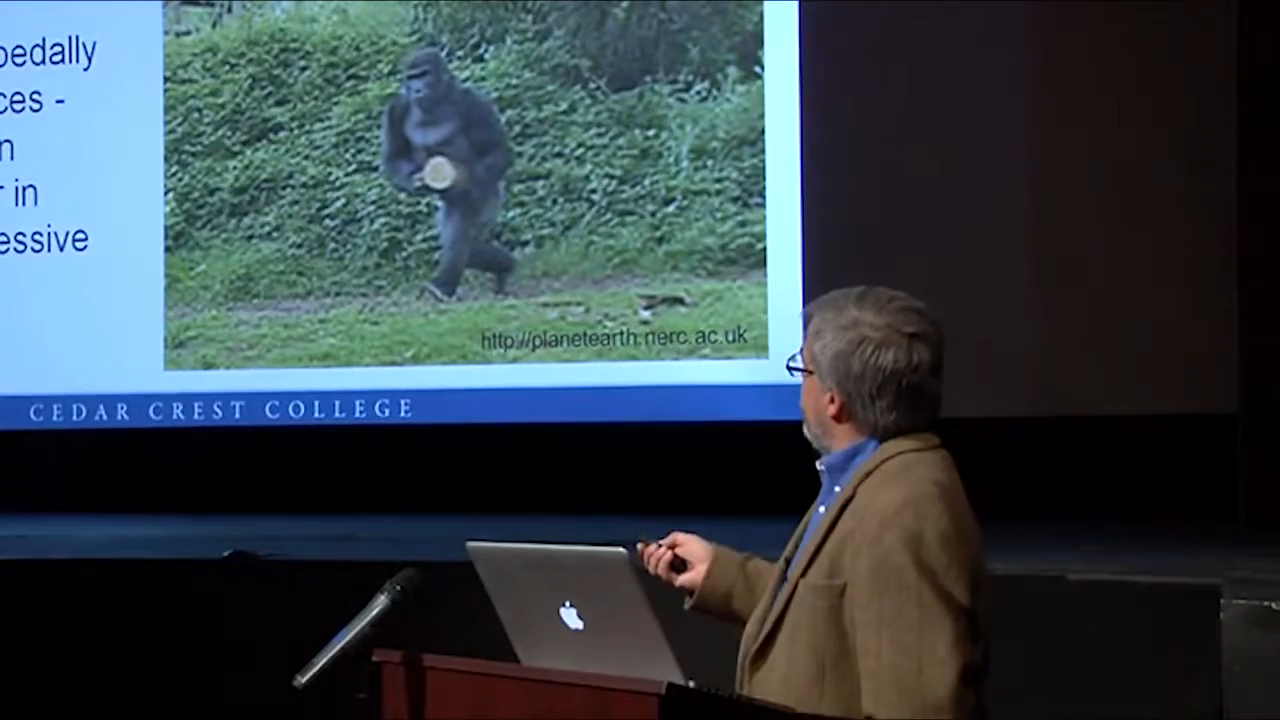 pedally
ces -
n
r in
essive
http://planetearth.nerc.ac.uk
CEDAR CREST COLLEGE